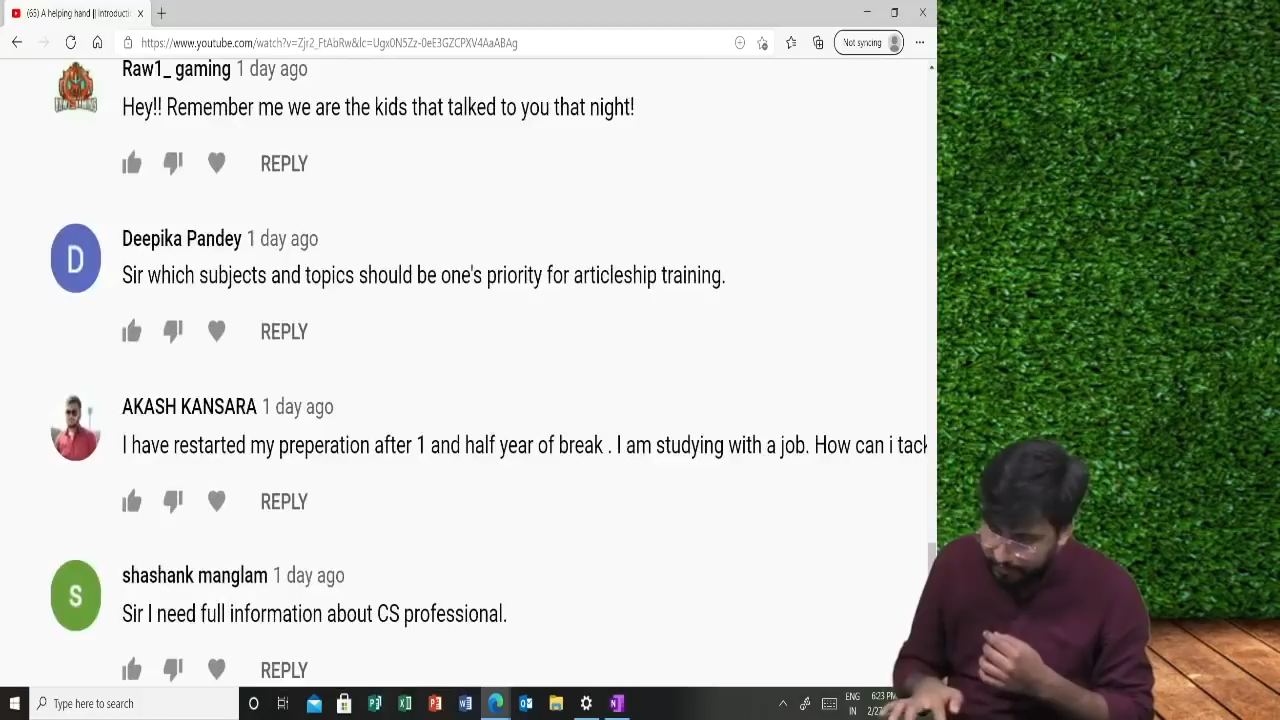 (65) A helping hand || Introducti
https://www.youtube.com/watch?v=Zjr2_FtAbRw&lc=Ugx0N5Zz-0eE3GZCPXV4AaABAg
Not syncing
Raw1_ gaming 1 day ago
Hey!! Remember me we are the kids that talked to you that night!
REPLY
D
Deepika Pandey 1 day ago
Sir which subjects and topics should be one's priority for articleship training.
REPLY
AKASH KANSARA 1 day ago
I have restarted my preperation after 1 and half year of break . I am studying with a job. How can i tack
REPLY
S
shashank manglam 1 day ago
Sir I need full information about CS professional.
REPLY
Type here to search
ENG
IN
6:23 PM